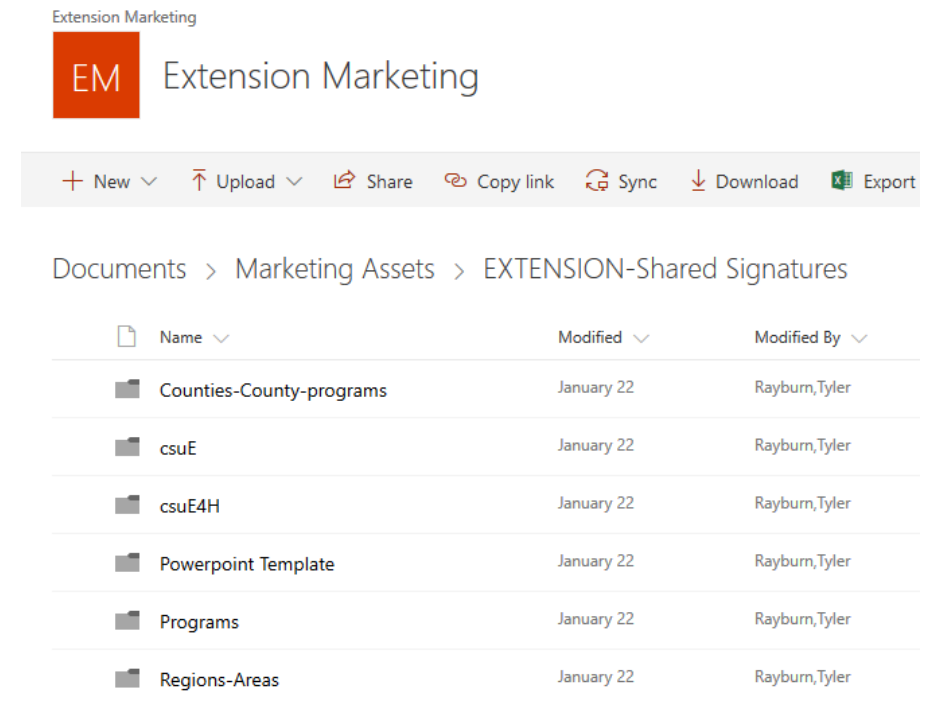 Extension Marketing
EM Extension Marketing
New Upload Share Copy link Sync Download Export
Documents > Marketing Assets > EXTENSION-Shared Signatures
Name Modified Modified By
Counties-County-programs January 22 Rayburn,Tyler
csuE January 22 Rayburn,Tyler
csuE4H January 22 Rayburn,Tyler
Powerpoint Template January 22 Rayburn,Tyler
Programs January 22 Rayburn,Tyler
Regions-Areas January 22 Rayburn,Tyler